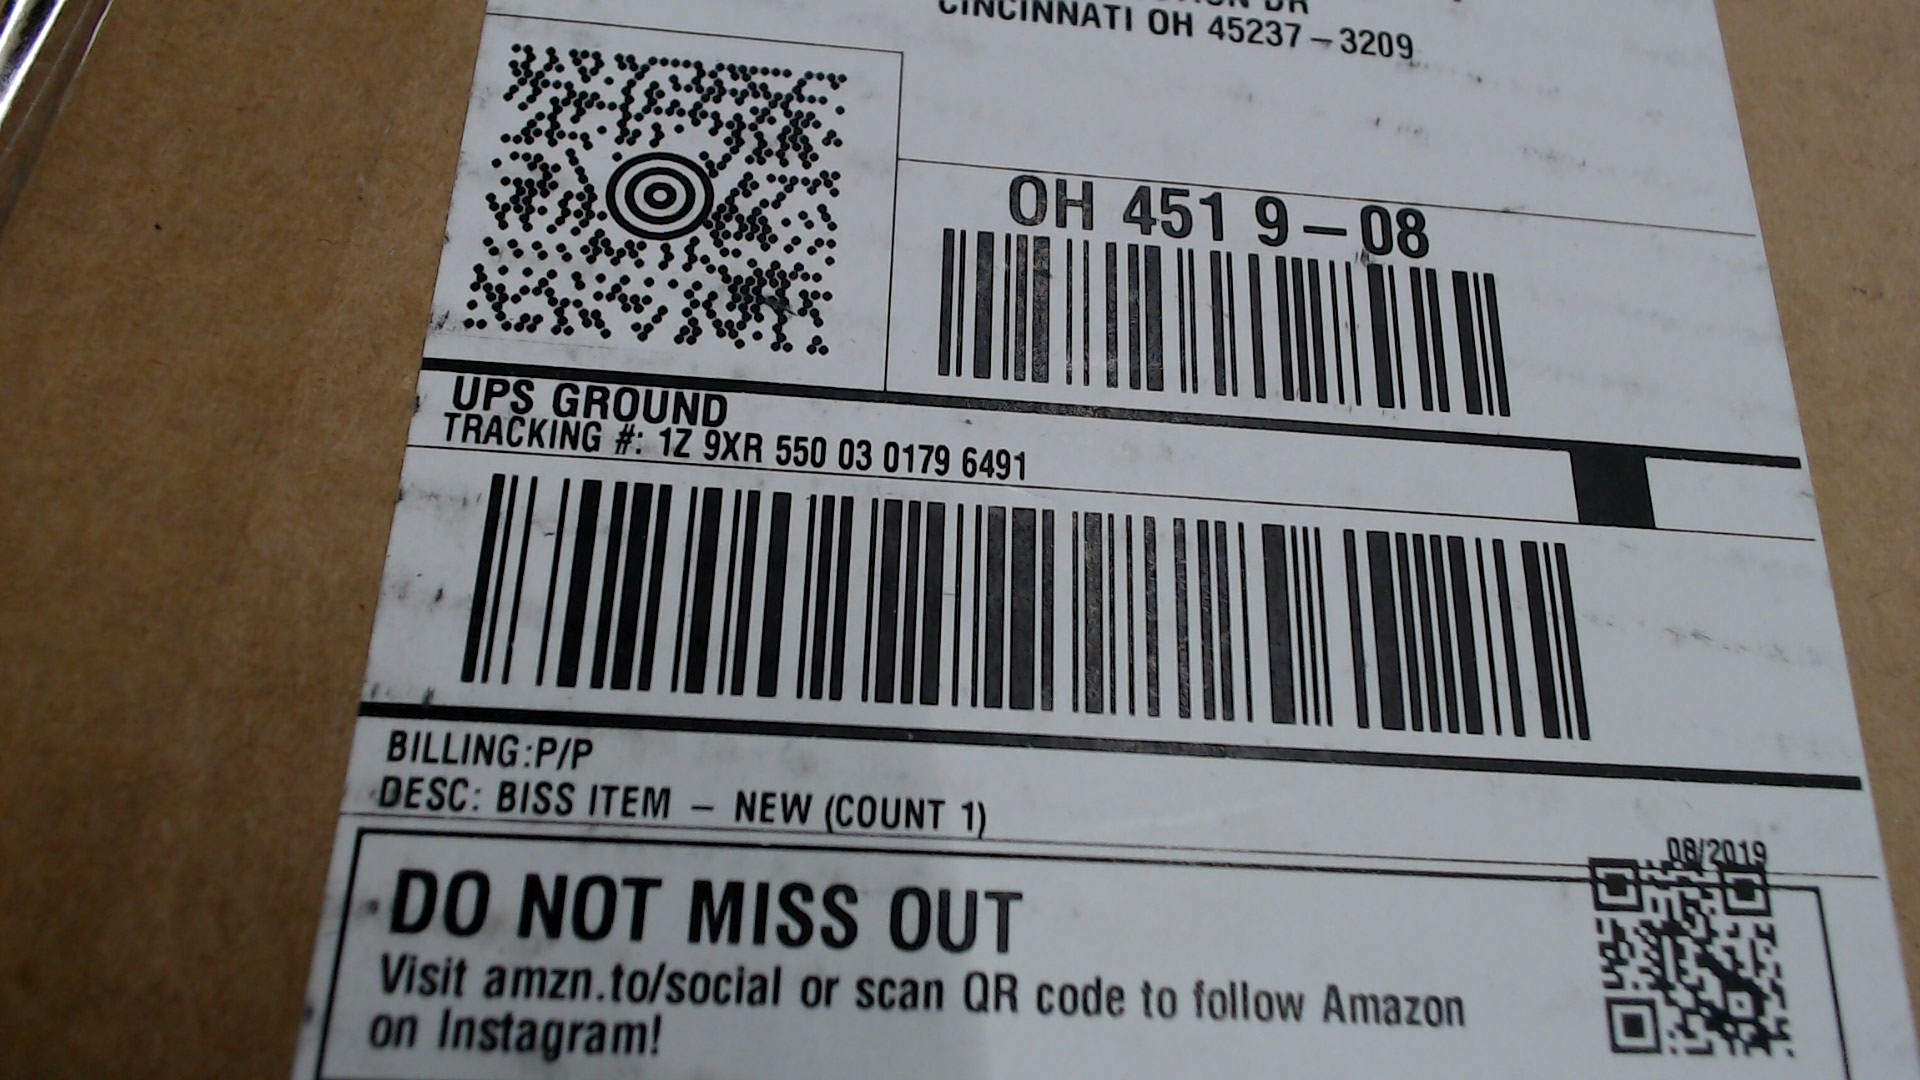 DR
CINCINNATI OH 45237-3209
OH 451 9-08
UPS GROUND
TRACKING #: 1Z 9XR 550 03 0179 6491
BILLING:P/P
DESC: BISS ITEM - NEW (COUNT 1)
08/2019
DO NOT MISS OUT
Visit amzn.to/social or scan QR code to follow Amazon
on Instagram!